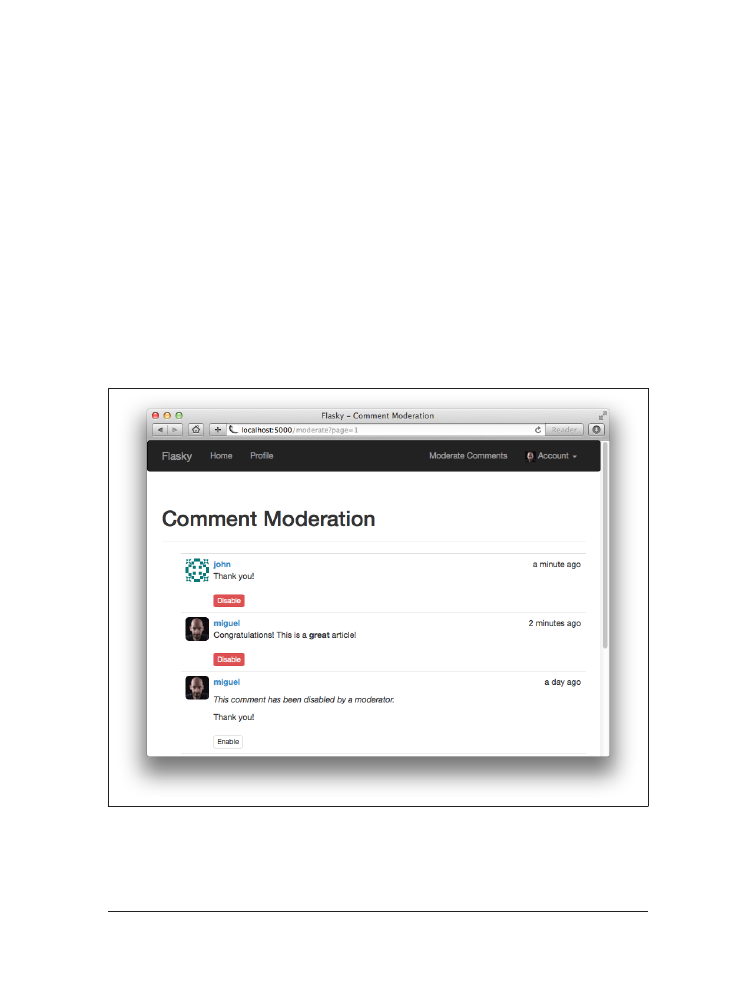 Flasky – Comment Moderation
localhost:5000/moderate?page=1
Reader
Flasky Home Profile Moderate Comments Account
Comment Moderation
john a minute ago
Thank you!
Disable
miguel 2 minutes ago
Congratulations! This is a great article!
Disable
miguel a day ago
This comment has been disabled by a moderator.
Thank you!
Enable